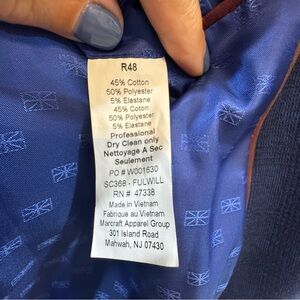 R48
45% Cotton
50% Polyester
5% Elastane
45% Coton
50% Polyester
5% Elastane
Professional
Dry Clean only
Nettoyage A Sec
Seulement
PO # W001630
SC368 - FULWILL
RN # 47338
Made in Vietnam
Fabrique au Vietnam
Marcraft Apparel Group
301 Island Road
Mahwah, NJ 07430